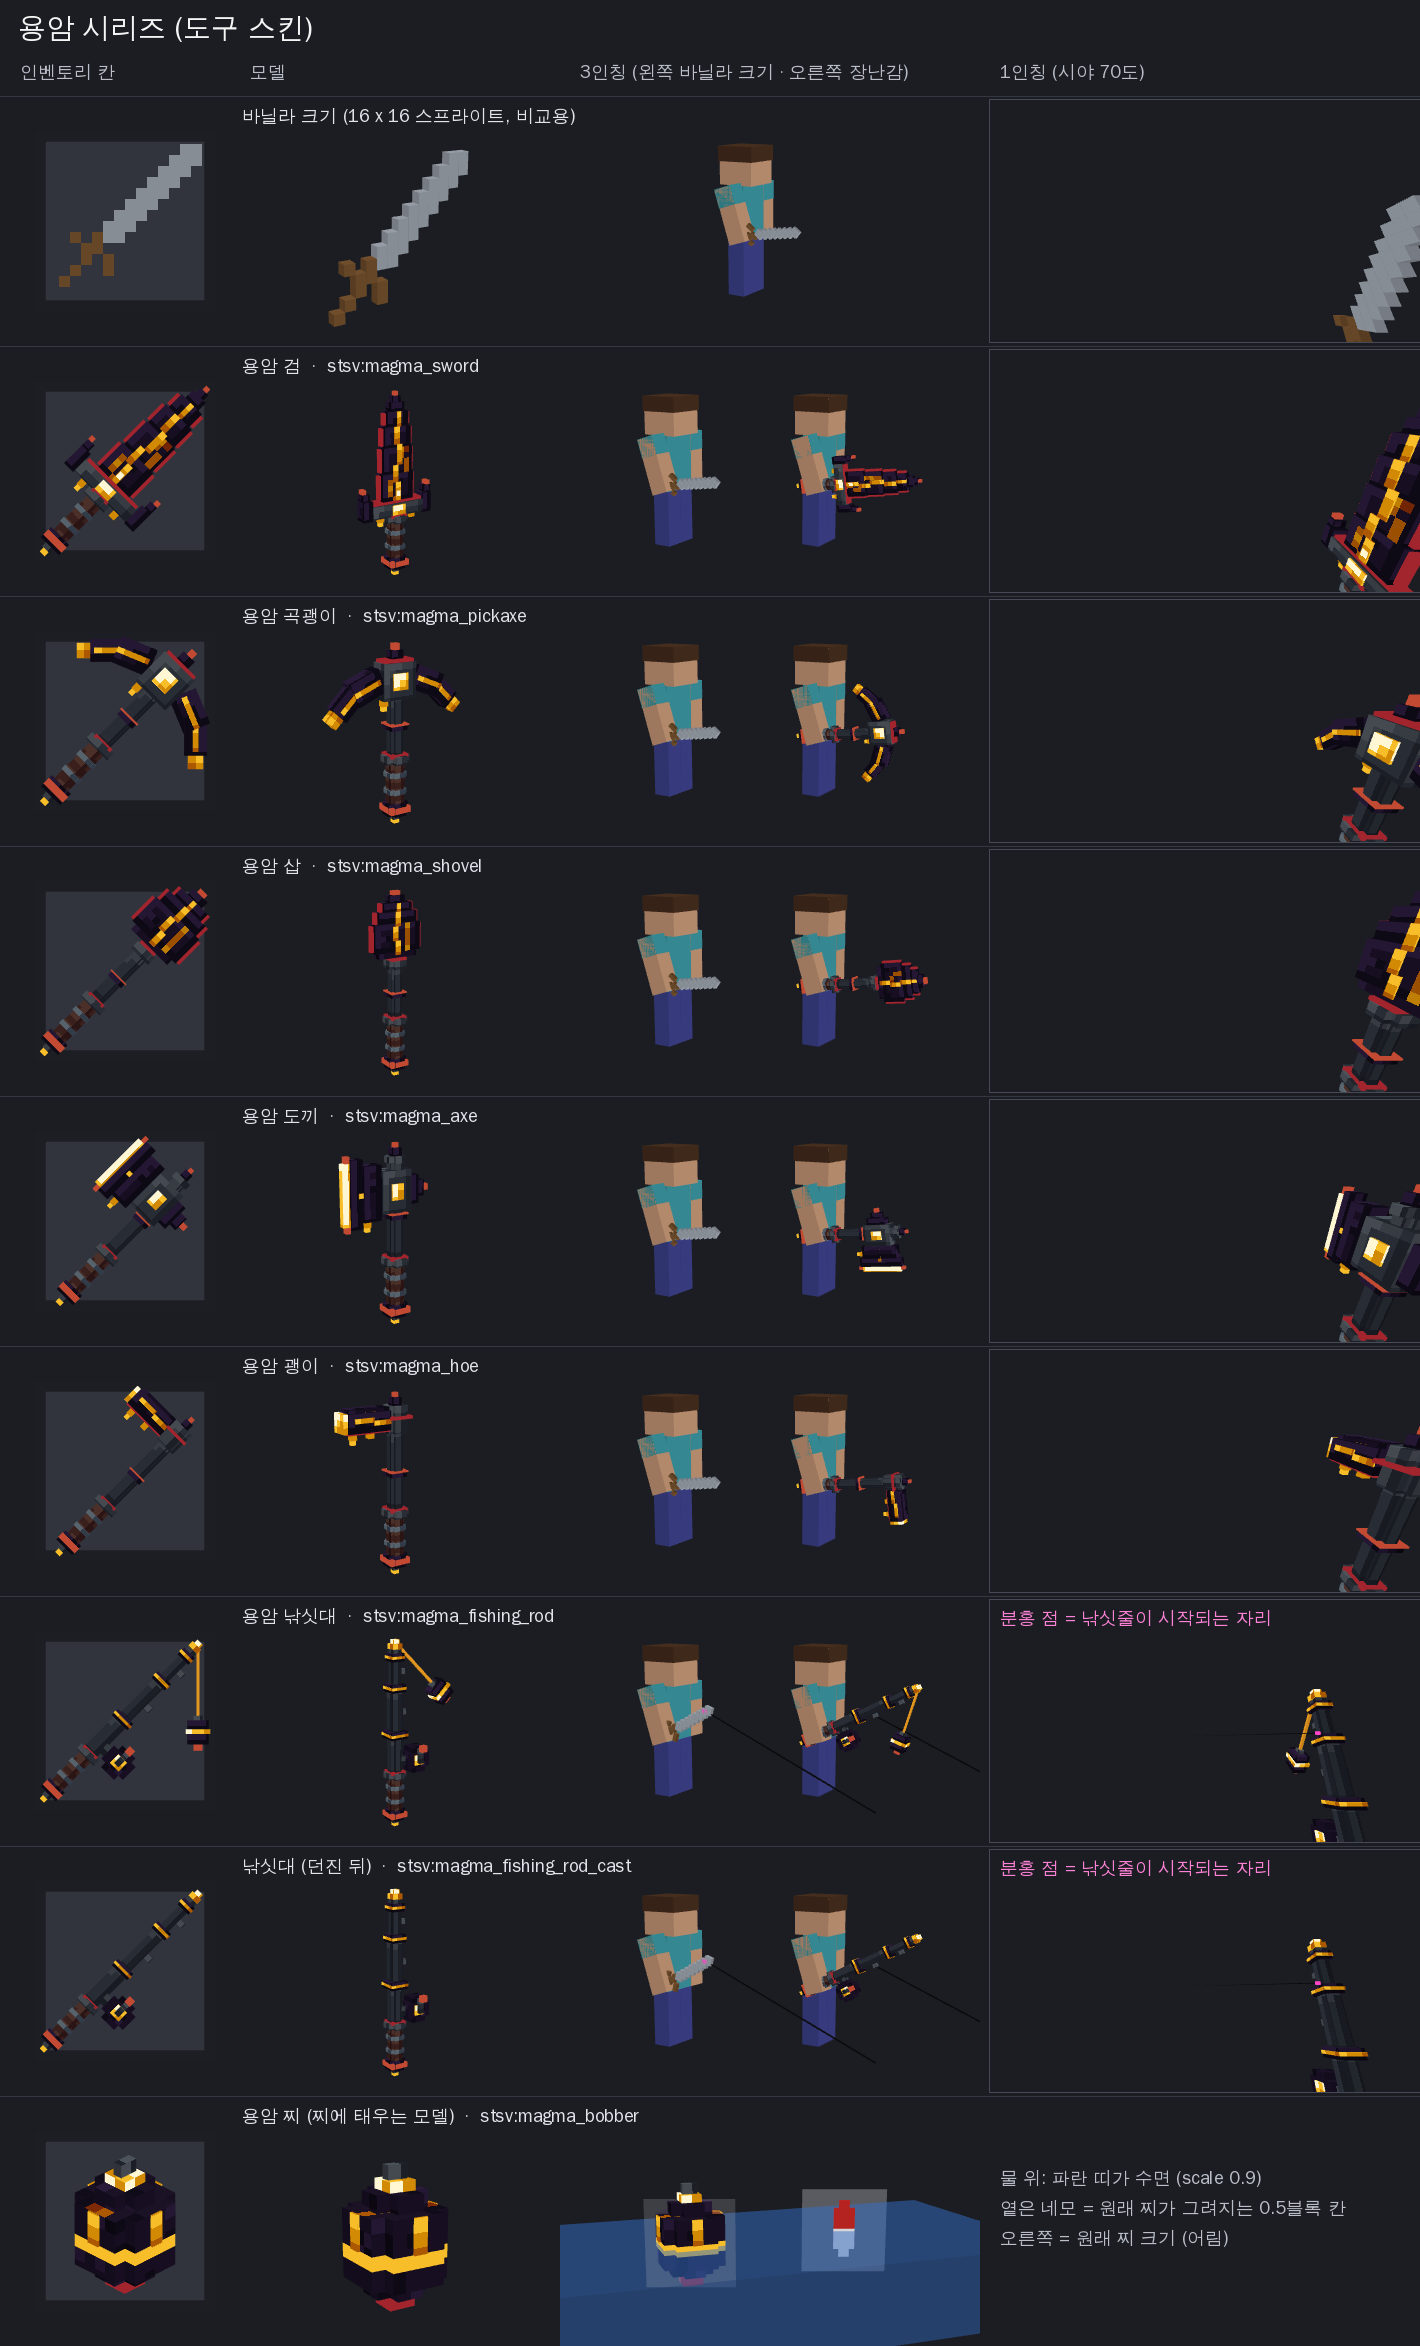 용암 시리즈 (도구 스킨)
인벤토리 칸
모델
3인칭 (왼쪽 바닐라 크기 · 오른쪽 장난감)
1인칭 (시야 70도)
바닐라 크기 (16 x 16 스프라이트, 비교용)
용암 검 · stsv:magma_sword
용암 곡괭이 · stsv:magma_pickaxe
용암 삽 · stsv:magma_shovel
용암 도끼 · stsv:magma_axe
용암 괭이 · stsv:magma_hoe
용암 낚싯대 · stsv:magma_fishing_rod
분홍 점 = 낚싯줄이 시작되는 자리
낚싯대 (던진 뒤) · stsv:magma_fishing_rod_cast
분홍 점 = 낚싯줄이 시작되는 자리
용암 찌 (찌에 태우는 모델) · stsv:magma_bobber
물 위: 파란 띠가 수면 (scale 0.9)
옅은 네모 = 원래 찌가 그려지는 0.5블록 칸
오른쪽 = 원래 찌 크기 (어림)